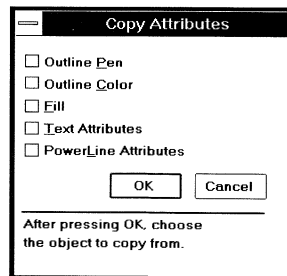 Copy Attributes
Outline Pen
Outline Color
Fill
Text Attributes
PowerLine Attributes
OK Cancel
After pressing OK, choose
the object to copy from.